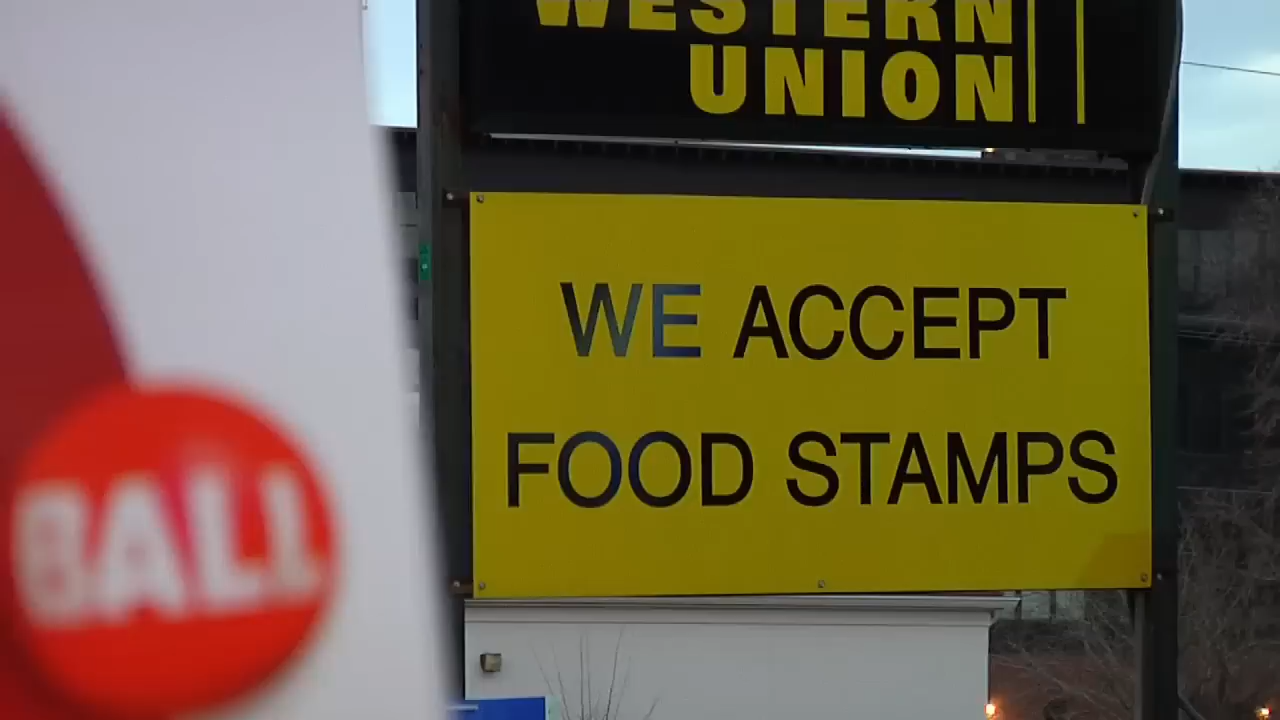 WESTERN
UNION
WE ACCEPT
FOOD STAMPS
BALL